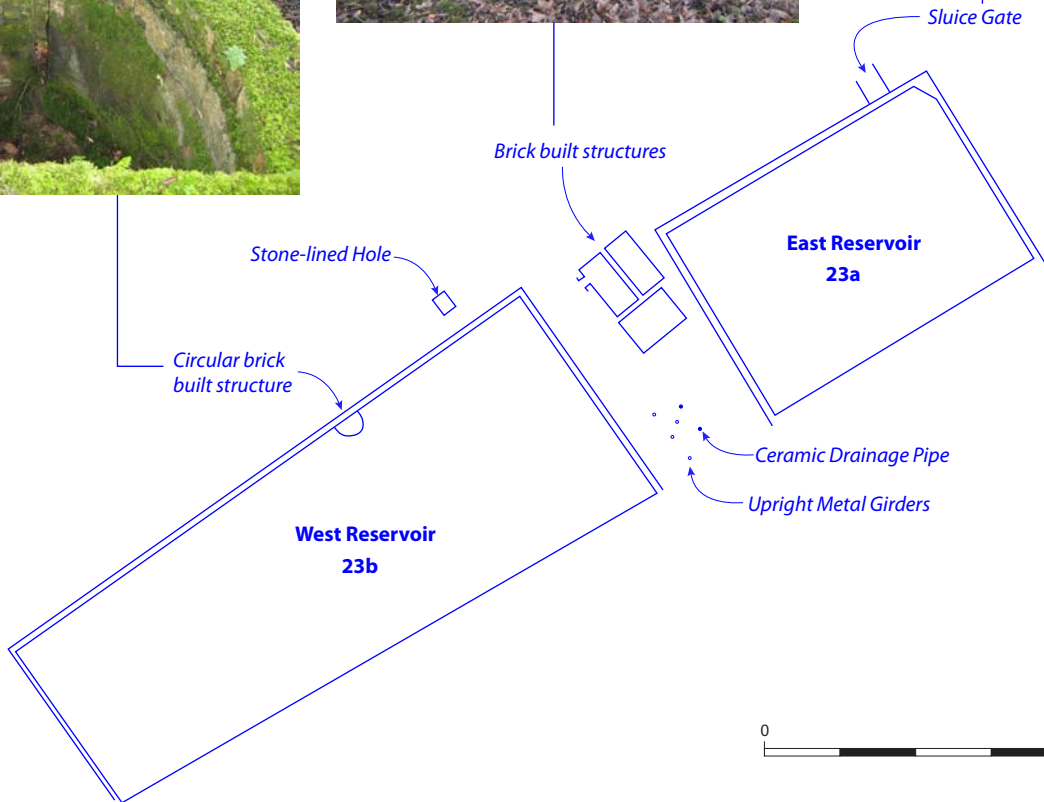 Sluice Gate
Brick built structures
East Reservoir
23a
Stone-lined Hole
Circular brick
built structure
Ceramic Drainage Pipe
Upright Metal Girders
West Reservoir
23b
0